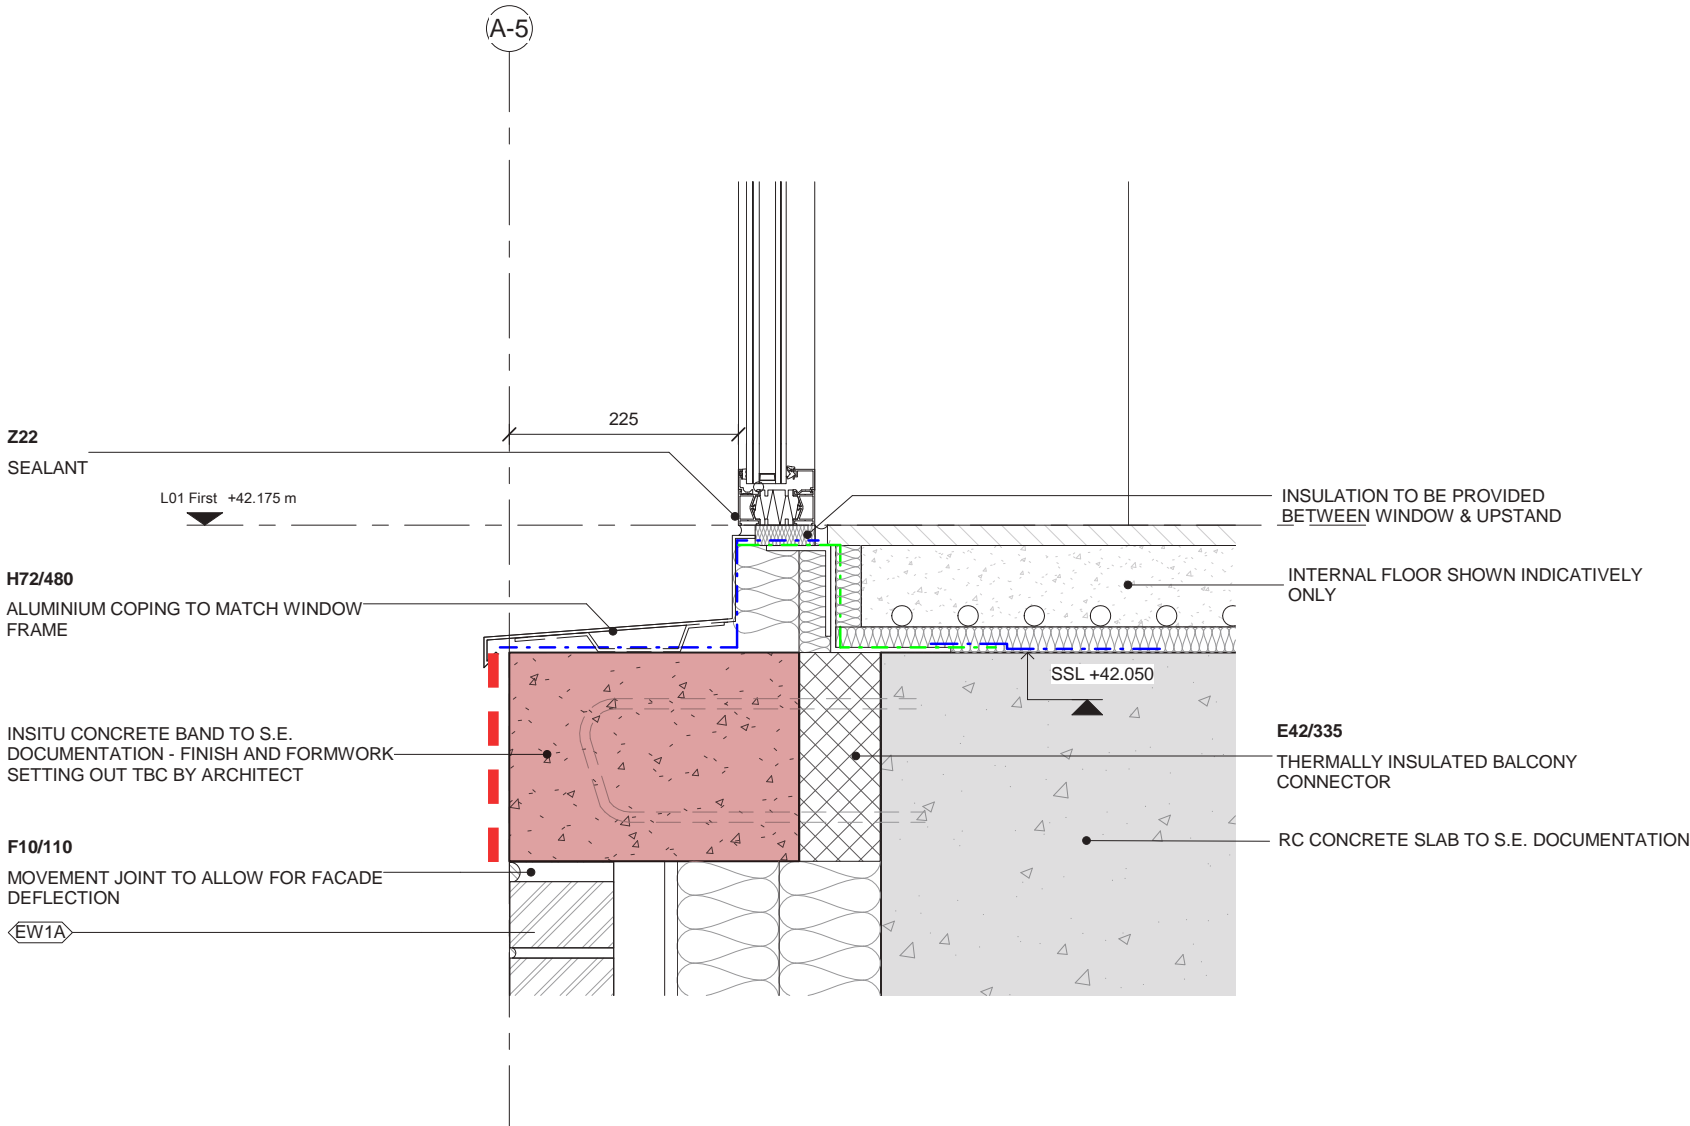 A-5
225
Z22
SEALANT
L01 First +42.175 m
INSULATION TO BE PROVIDED
BETWEEN WINDOW & UPSTAND
H72/480
ALUMINIUM COPING TO MATCH WINDOW
FRAME
INTERNAL FLOOR SHOWN INDICATIVELY
ONLY
SSL +42.050
INSITU CONCRETE BAND TO S.E.
DOCUMENTATION - FINISH AND FORMWORK
SETTING OUT TBC BY ARCHITECT
E42/335
THERMALLY INSULATED BALCONY
CONNECTOR
RC CONCRETE SLAB TO S.E. DOCUMENTATION
F10/110
MOVEMENT JOINT TO ALLOW FOR FACADE
DEFLECTION
EW1A